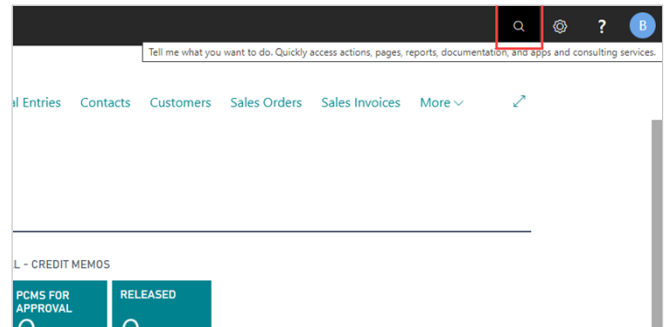 ? B
Tell me what you want to do. Quickly access actions, pages, reports, documentation, and apps and consulting services.
Entries Contacts Customers Sales Orders Sales Invoices More
- CREDIT MEMOS
PCMS FOR
APPROVAL
RELEASED